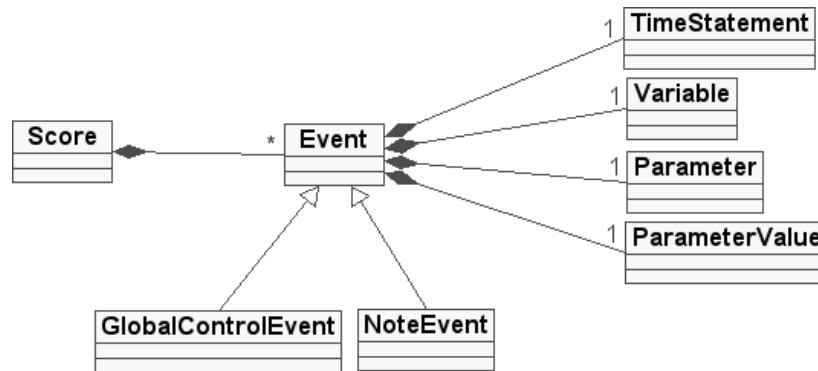 1 TimeStatement
1 Variable
Score * Event
1 Parameter
1 ParameterValue
GlobalControlEvent NoteEvent